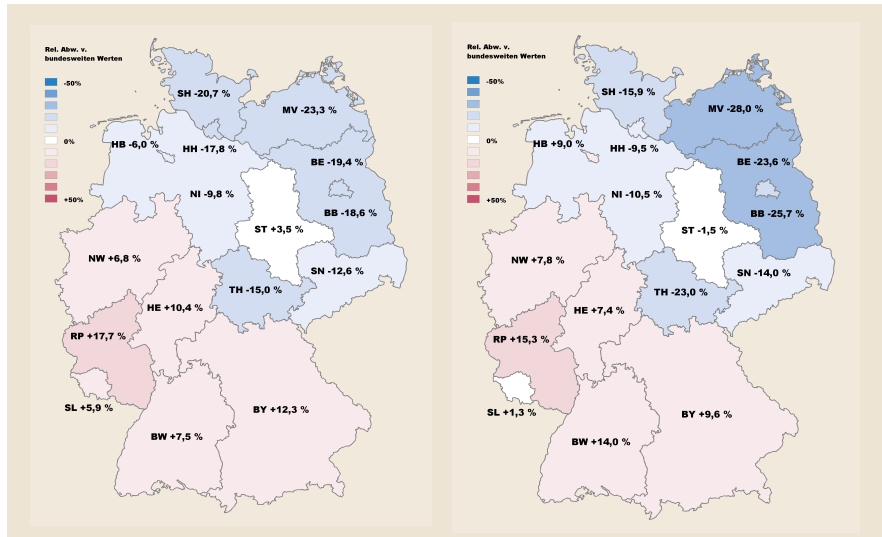 Rel. Abw. v.
bundesweiten Werten
-50%
0%
+50%
SH -20,7 %
MV -23,3 %
HB -6,0 %
HH -17,8 %
BE -19,4 %
NI -9,8 %
BB -18,6 %
ST +3,5 %
NW +6,8 %
SN -12,6 %
TH -15,0 %
HE +10,4 %
RP +17,7 %
SL +5,9 %
BY +12,3 %
BW +7,5 %
Rel. Abw. v.
bundesweiten Werten
-50%
0%
+50%
SH -15,9 %
MV -28,0 %
HB +9,0 %
HH -9,5 %
BE -23,6 %
NI -10,5 %
BB -25,7 %
ST -1,5 %
NW +7,8 %
SN -14,0 %
TH -23,0 %
HE +7,4 %
RP +15,3 %
SL +1,3 %
BY +9,6 %
BW +14,0 %